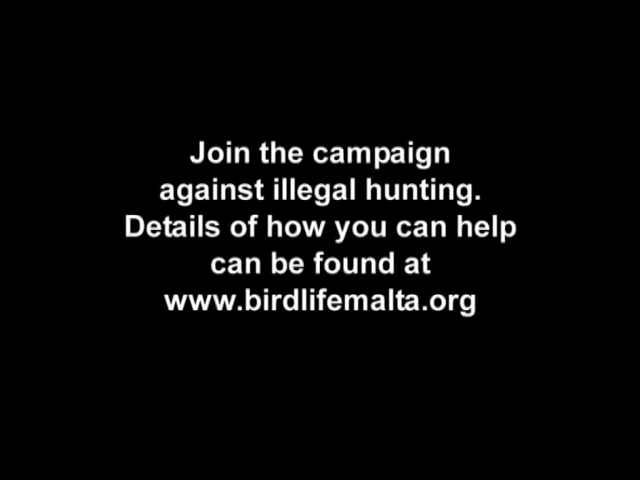 Join the campaign
against illegal hunting.
Details of how you can help
can be found at
www.birdlifemalta.org